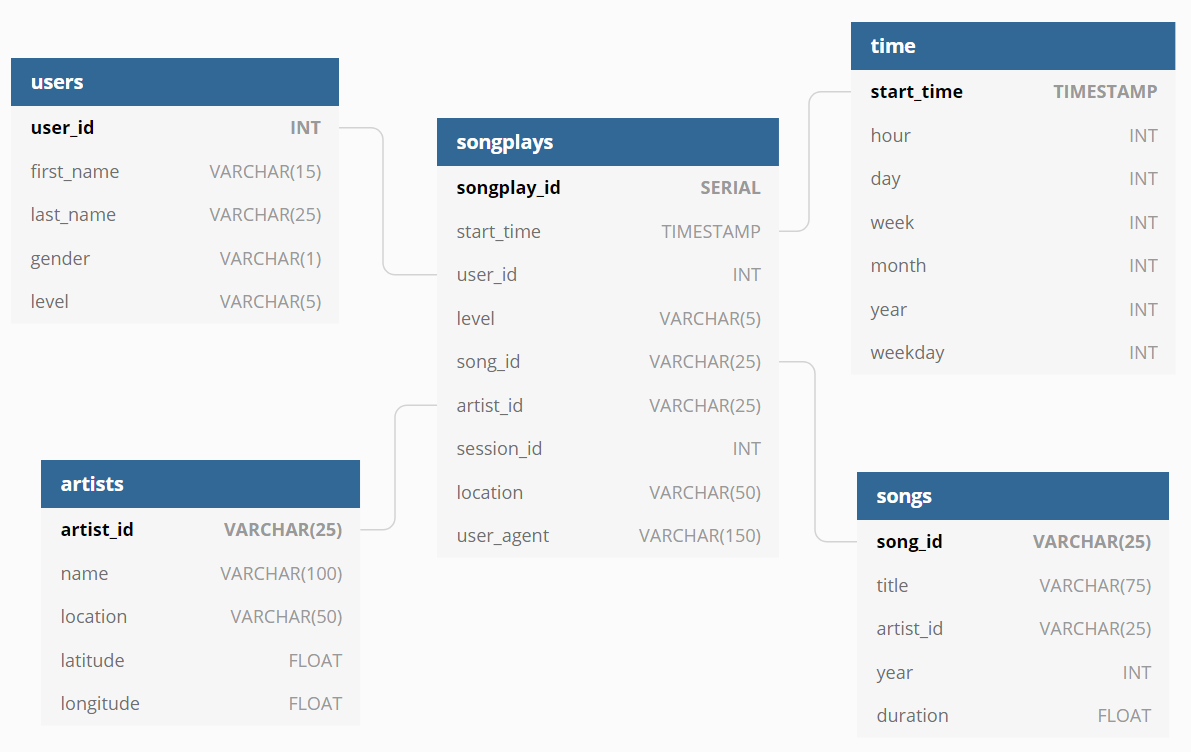 users
user_id INT
first_name VARCHAR(15)
last_name VARCHAR(25)
gender VARCHAR(1)
level VARCHAR(5)
songplays
songplay_id SERIAL
start_time TIMESTAMP
user_id INT
level VARCHAR(5)
song_id VARCHAR(25)
artist_id VARCHAR(25)
session_id INT
location VARCHAR(50)
user_agent VARCHAR(150)
time
start_time TIMESTAMP
hour INT
day INT
week INT
month INT
year INT
weekday INT
artists
artist_id VARCHAR(25)
name VARCHAR(100)
location VARCHAR(50)
latitude FLOAT
longitude FLOAT
songs
song_id VARCHAR(25)
title VARCHAR(75)
artist_id VARCHAR(25)
year INT
duration FLOAT